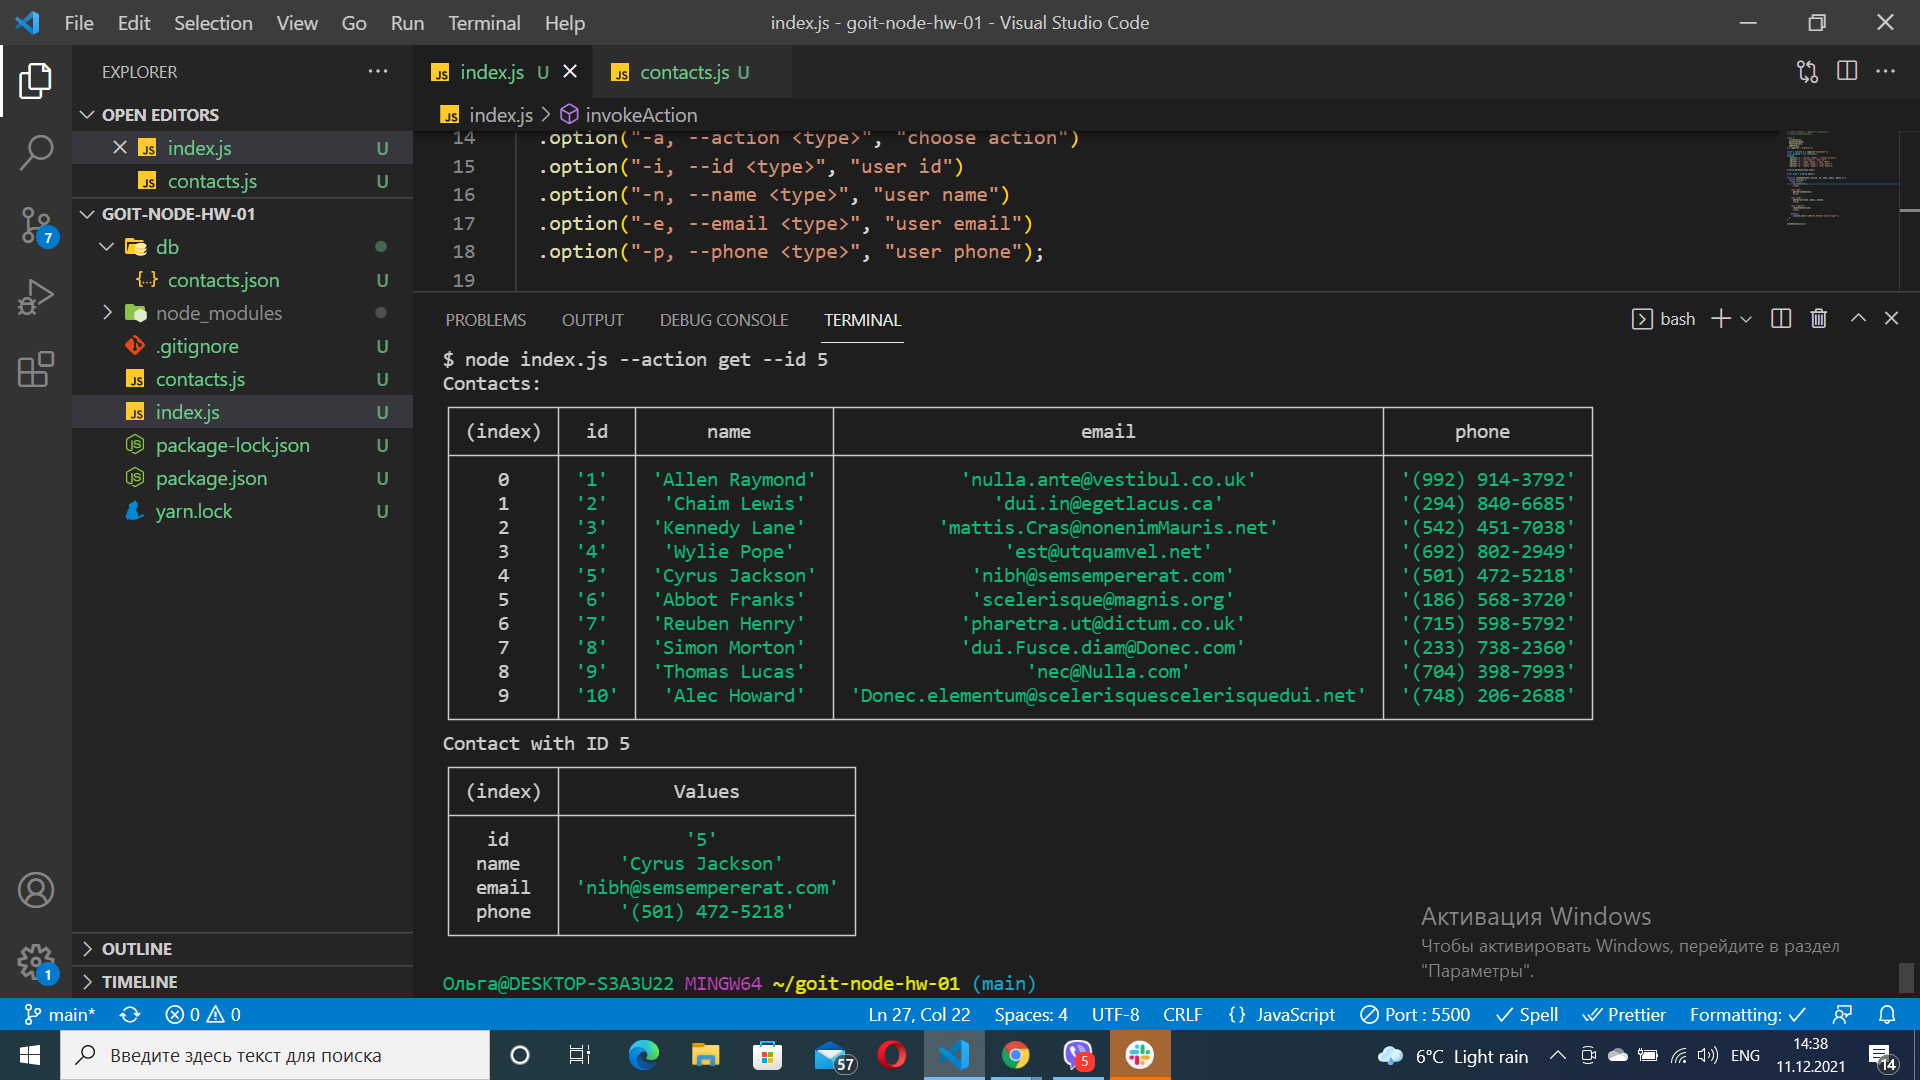 File Edit Selection View Go Run Terminal Help
index.js - goit-node-hw-01 - Visual Studio Code
EXPLORER
OPEN EDITORS
index.js U
contacts.js U
GOIT-NODE-HW-01
db
contacts.json U
node_modules
.gitignore U
contacts.js U
index.js U
package-lock.json U
package.json U
yarn.lock U
OUTLINE
TIMELINE
7
1
index.js U
contacts.js U
index.js > invokeAction
14 .option("-a, --action <type>", "choose action")
15 .option("-i, --id <type>", "user id")
16 .option("-n, --name <type>", "user name")
17 .option("-e, --email <type>", "user email")
18 .option("-p, --phone <type>", "user phone");
19
PROBLEMS OUTPUT DEBUG CONSOLE TERMINAL
bash
$ node index.js --action get --id 5
Contacts:
(index) id name email phone
0 '1' 'Allen Raymond' 'nulla.ante@vestibul.co.uk' '(992) 914-3792'
1 '2' 'Chaim Lewis' 'dui.in@egetlacus.ca' '(294) 840-6685'
2 '3' 'Kennedy Lane' 'mattis.Cras@nonenimMauris.net' '(542) 451-7038'
3 '4' 'Wylie Pope' 'est@utquamvel.net' '(692) 802-2949'
4 '5' 'Cyrus Jackson' 'nibh@semsempererat.com' '(501) 472-5218'
5 '6' 'Abbot Franks' 'scelerisque@magnis.org' '(186) 568-3720'
6 '7' 'Reuben Henry' 'pharetra.ut@dictum.co.uk' '(715) 598-5792'
7 '8' 'Simon Morton' 'dui.Fusce.diam@Donec.com' '(233) 738-2360'
8 '9' 'Thomas Lucas' 'nec@Nulla.com' '(704) 398-7993'
9 '10' 'Alec Howard' 'Donec.elementum@scelerisquescelerisquedui.net' '(748) 206-2688'
Contact with ID 5
(index) Values
id '5'
name 'Cyrus Jackson'
email 'nibh@semsempererat.com'
phone '(501) 472-5218'
Ольга@DESKTOP-S3A3U22 MINGW64 ~/goit-node-hw-01 (main)
Активация Windows
Чтобы активировать Windows, перейдите в раздел
"Параметры".
main* 0 0 Ln 27, Col 22 Spaces: 4 UTF-8 CRLF {} JavaScript Port : 5500 Spell Prettier Formatting:
Введите здесь текст для поиска
57
5
6°C Light rain
ENG
14:38
11.12.2021
14